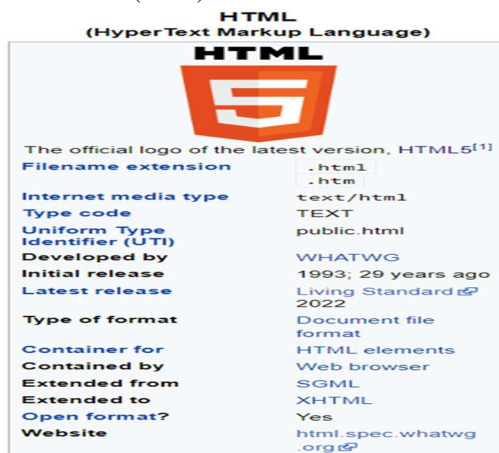 HTML
(HyperText Markup Language)
HTML
5
The official logo of the latest version, HTML5[1]
Filename extension .html
.htm
Internet media type text/html
Type code TEXT
Uniform Type public.html
Identifier (UTI)
Developed by WHATWG
Initial release 1993; 29 years ago
Latest release Living Standard
2022
Type of format Document file
format
Container for HTML elements
Contained by Web browser
Extended from SGML
Extended to XHTML
Open format? Yes
Website html.spec.whatwg
.org